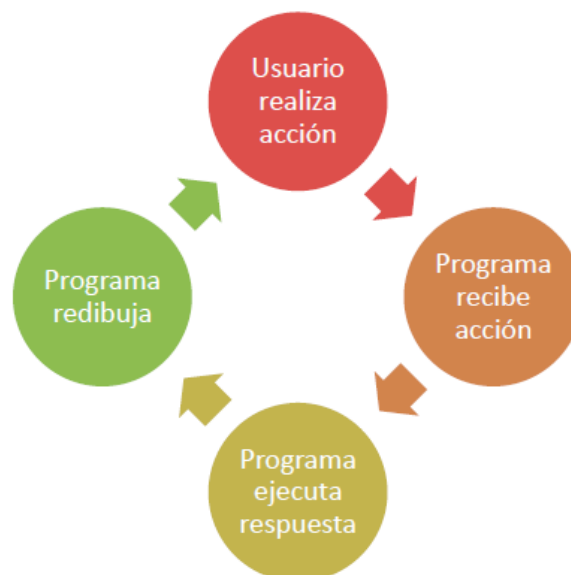 Usuario
realiza
acción
Programa
recibe
acción
Programa
ejecuta
respuesta
Programa
redibuja